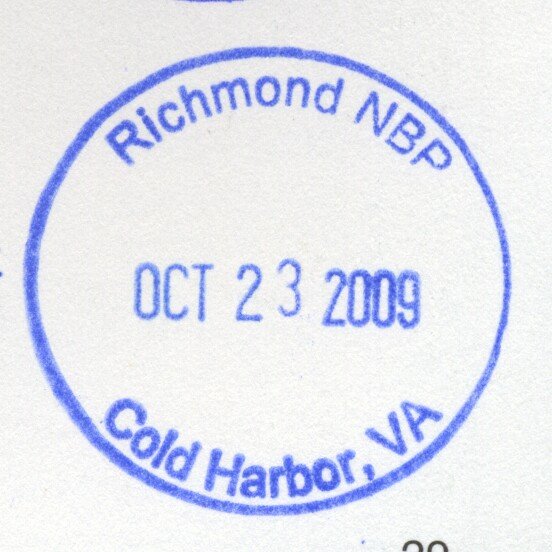 Richmond NBP
OCT 23 2009
Cold Harbor, VA